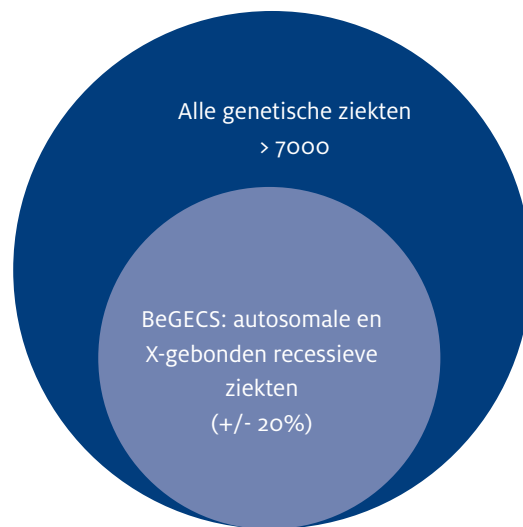 Alle genetische ziekten
> 7000
BeGECS: autosomale en
X-gebonden recessieve
ziekten
(+/- 20%)